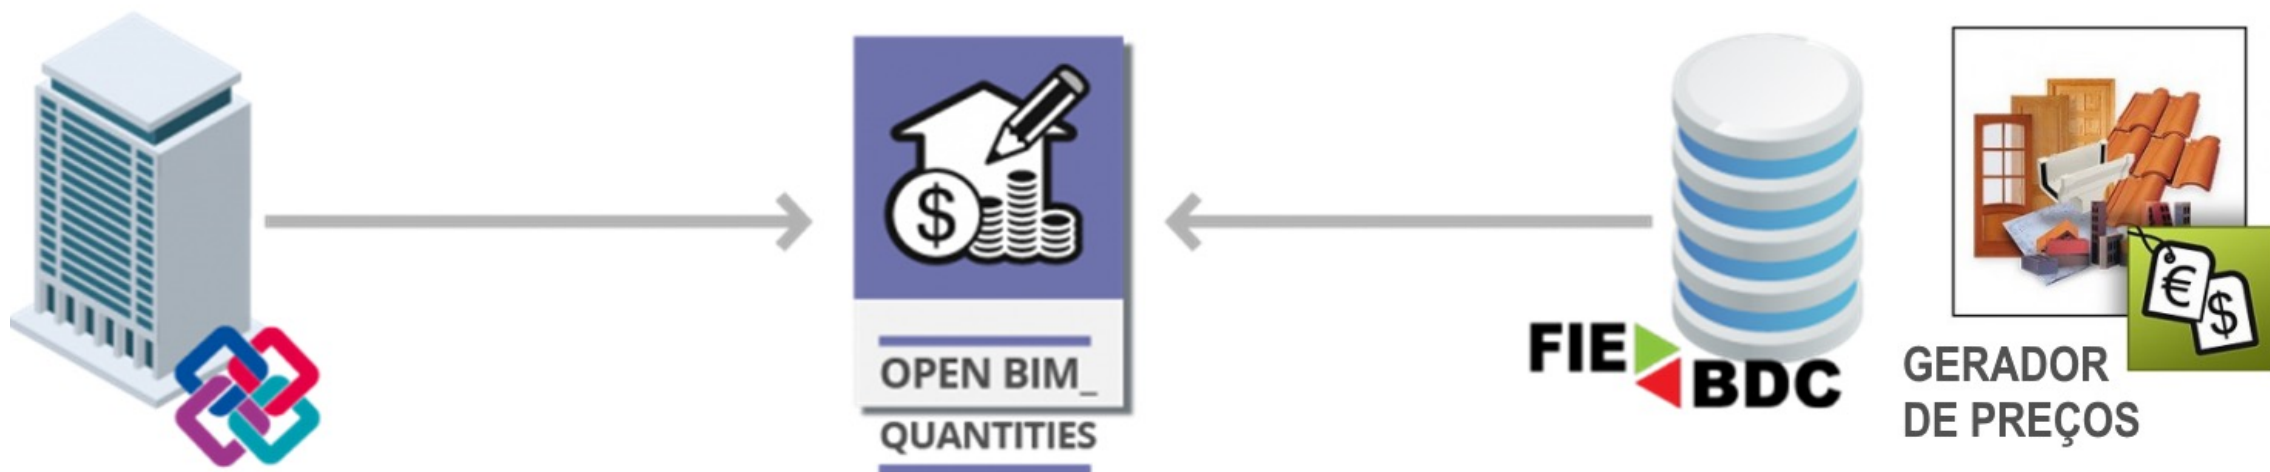 $
OPEN BIM_
QUANTITIES
FIE
BDC
€
$
GERADOR
DE PREÇOS